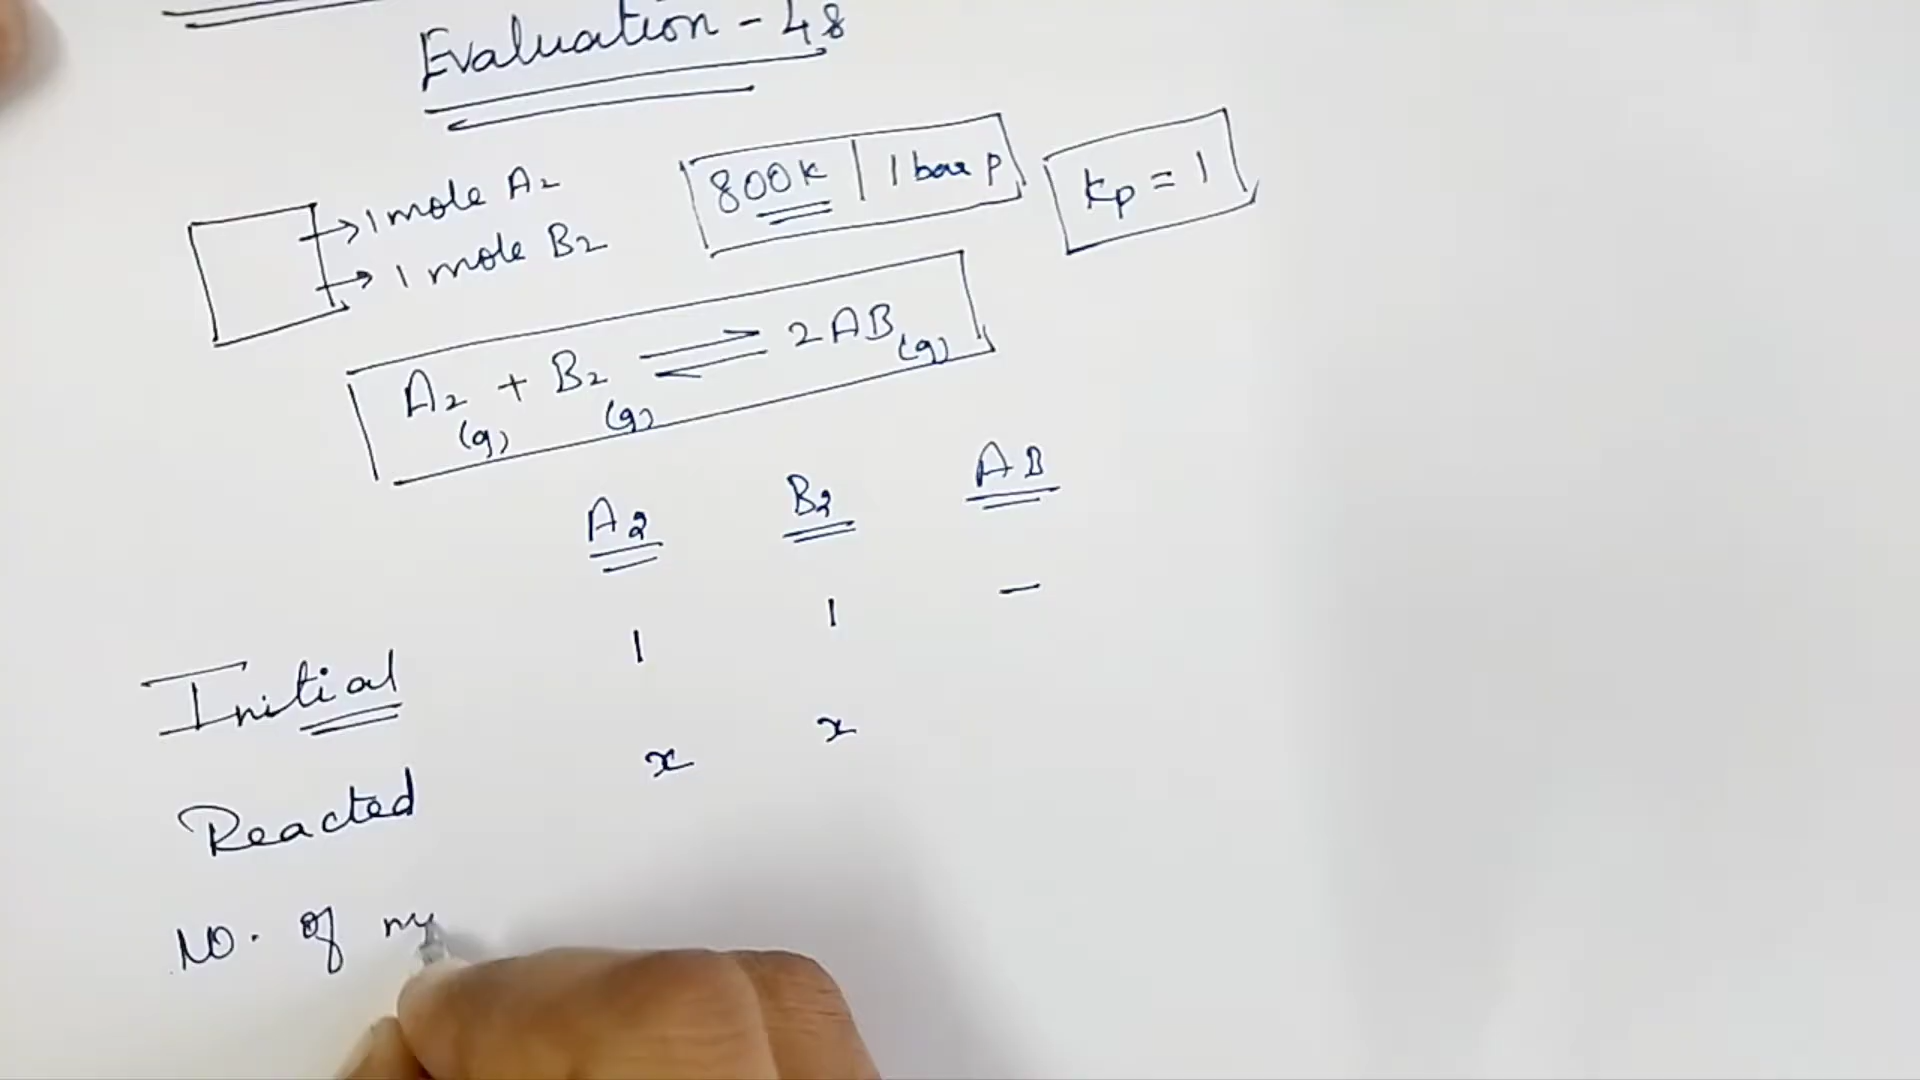 Evaluation - 48
1 mole A2
1 mole B2
800K | 1 bar P
kp = 1
A2(g) + B2(g) ⇌ 2AB(g)
A2 B2 AB
Initial 1 1 —
Reacted x x
NO. of